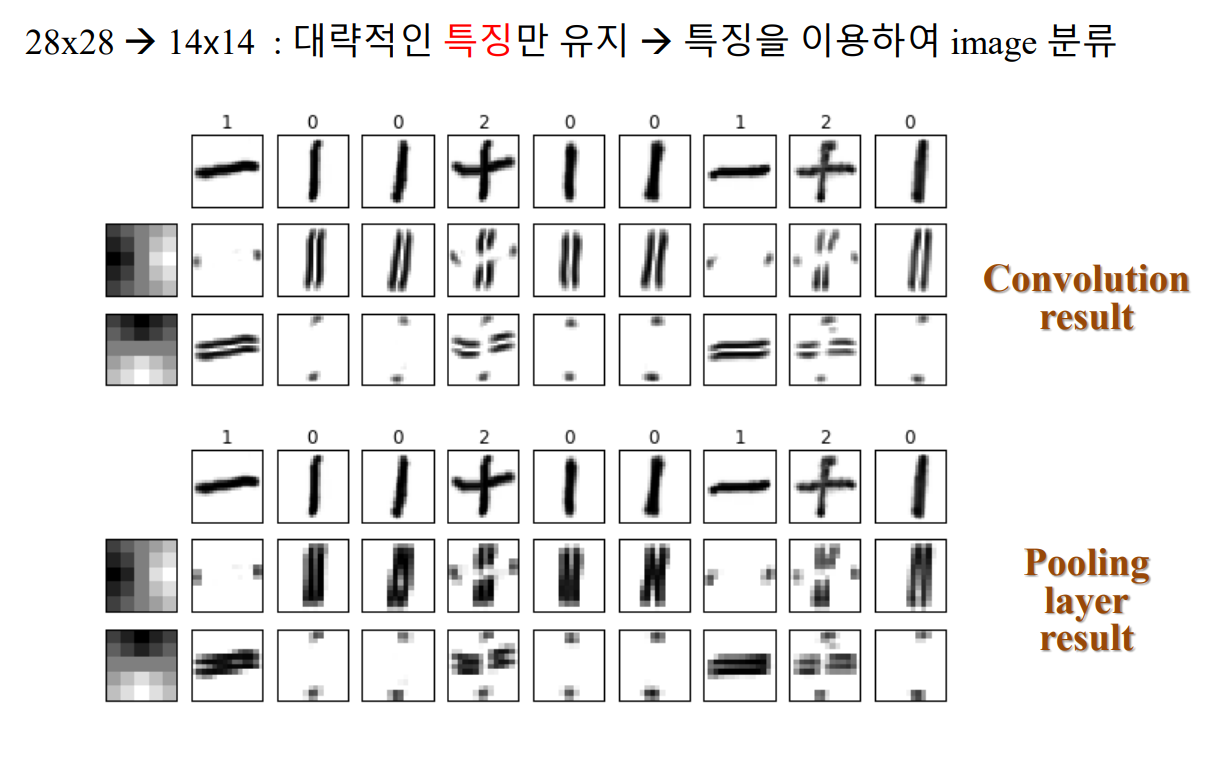 28x28 → 14x14 : 대략적인 특징만 유지 → 특징을 이용하여 image 분류
1 0 0 2 0 0 1 2 0
Convolution
result
1 0 0 2 0 0 1 2 0
Pooling
layer
result